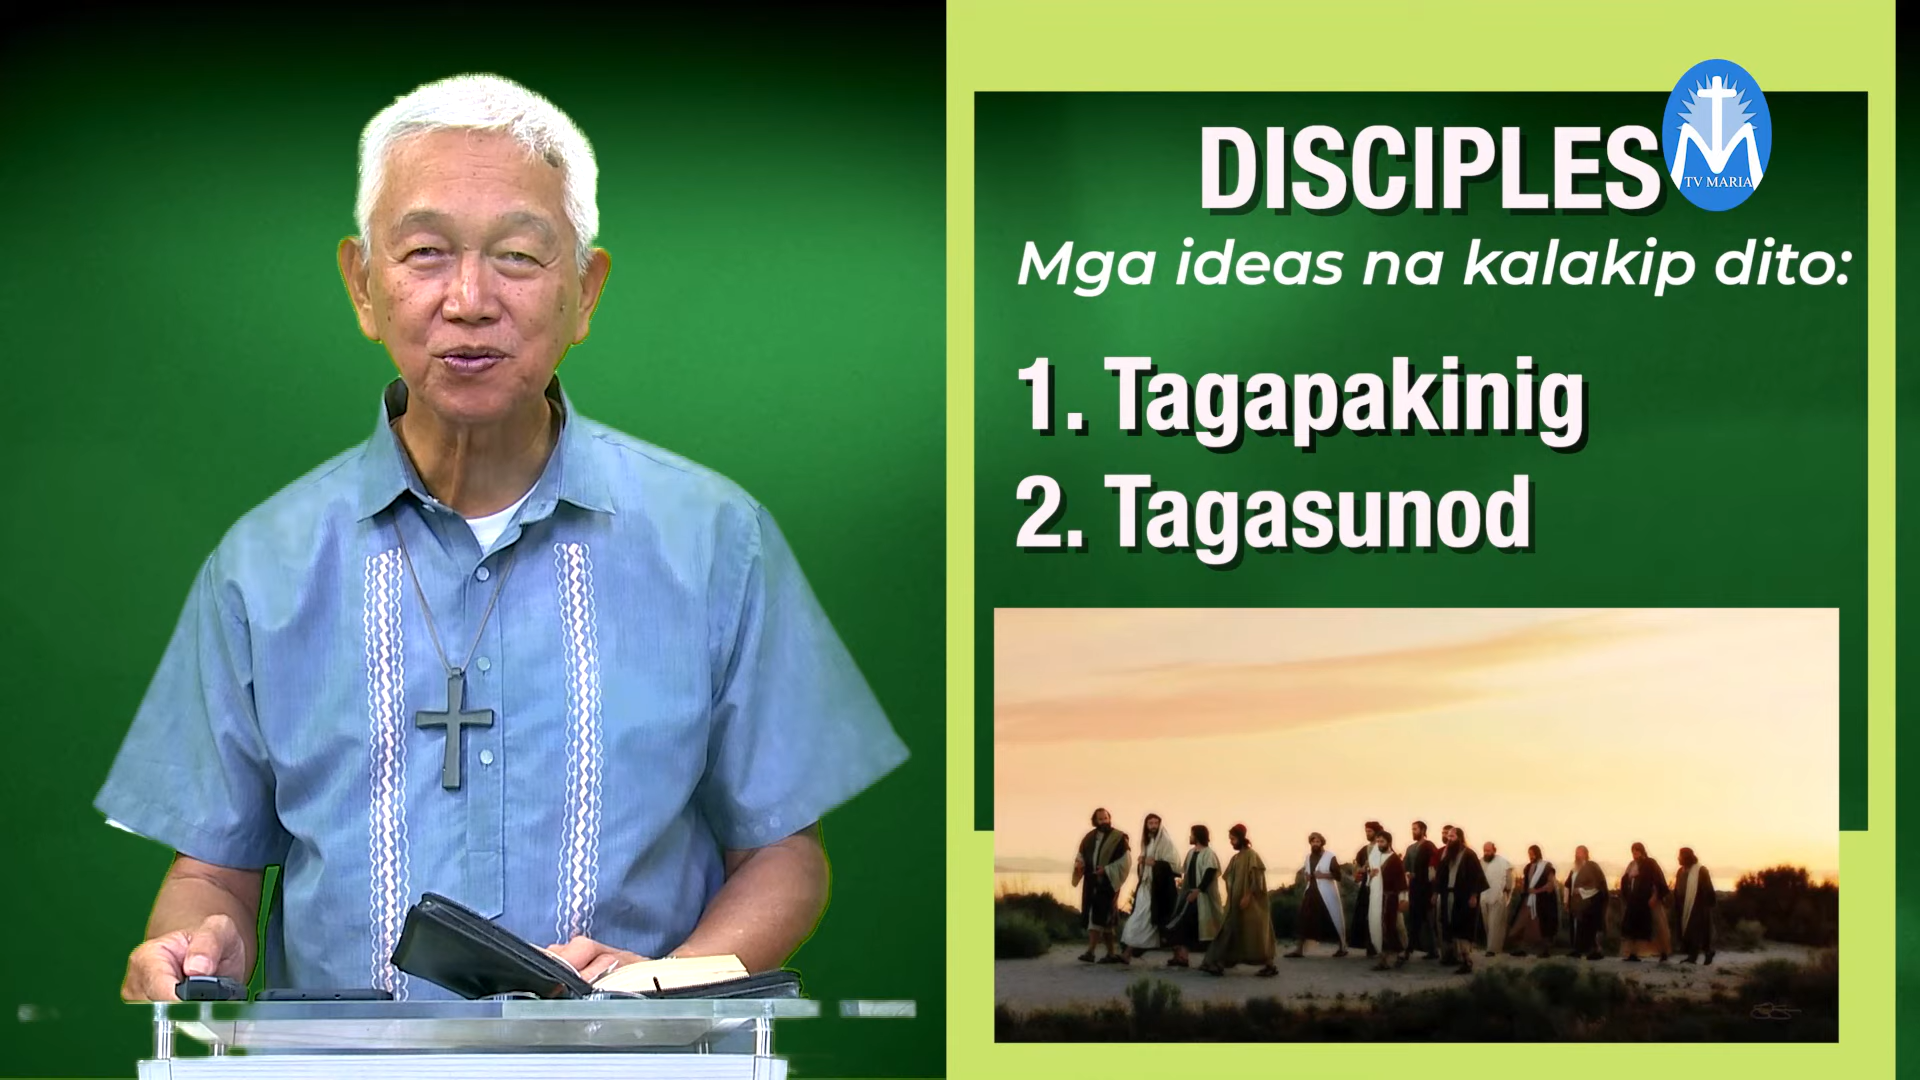 DISCIPLES
TV MARIA
Mga ideas na kalakip dito:
1. Tagapakinig
2. Tagasunod